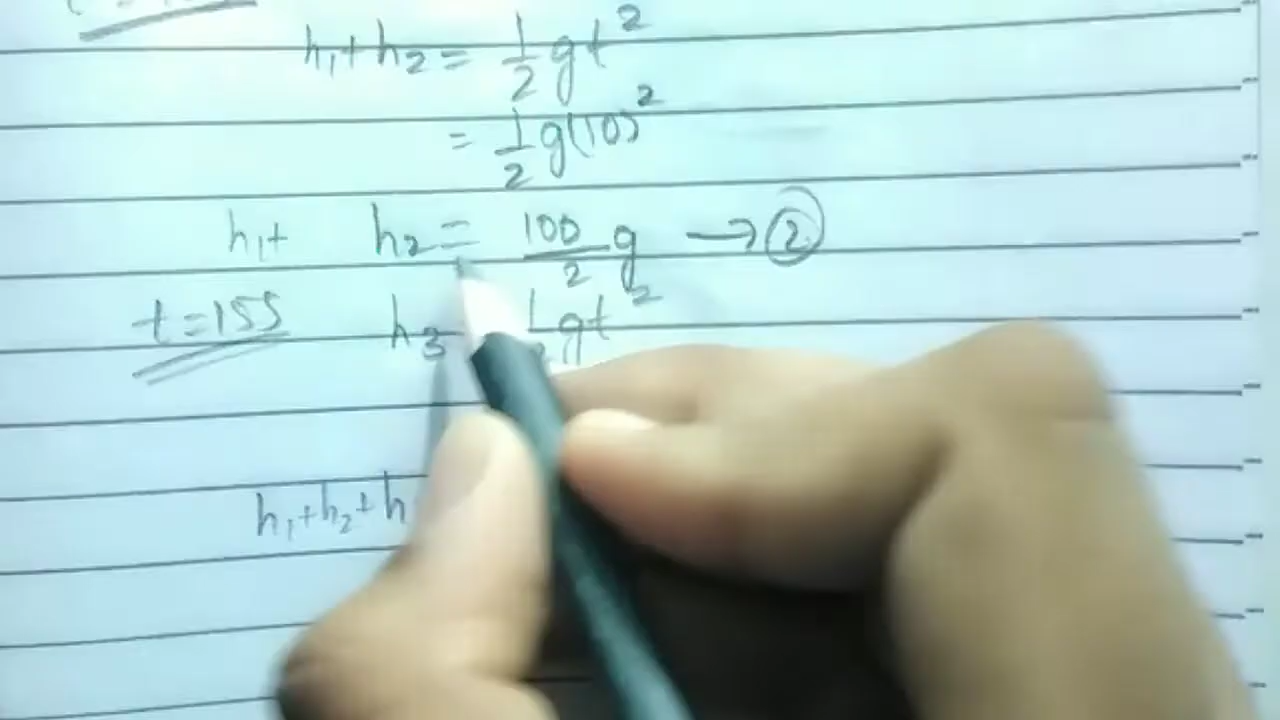 h₁+ h₂ = 1/2 gt²
= 1/2 g(10)²
h₁+ h₂ = 100/2 g → ②
t=15S h₃ 1/2 gt²
h₁+h₂+h